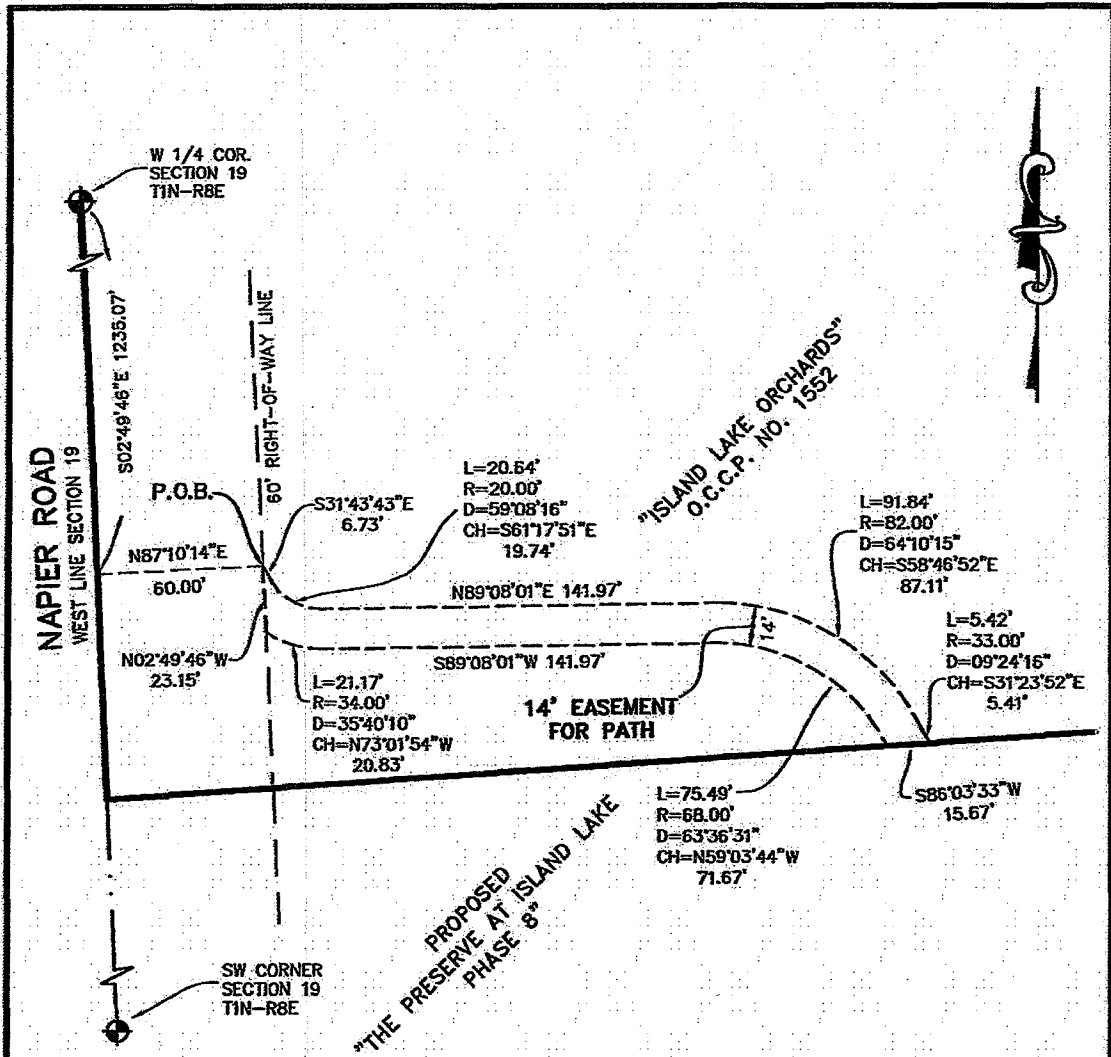 W 1/4 COR.
SECTION 19
T1N-R8E
S02°49'46"E 1235.07'
60' RIGHT-OF-WAY LINE
"ISLAND LAKE ORCHARDS"
O.C.C.P. NO. 1552
NAPIER ROAD
WEST LINE SECTION 19
P.O.B.
S31°43'43"E
6.73'
L=20.64'
R=20.00'
D=59°08'16"
CH=S61°17'51"E
19.74'
L=91.84'
R=82.00'
D=64°10'15"
CH=S58°46'52"E
87.11'
N87°10'14"E
60.00'
N89°08'01"E 141.97'
14'
L=5.42'
R=33.00'
D=09°24'16"
CH=S31°23'52"E
5.41'
N02°49'46"W
23.15'
S89°08'01"W 141.97'
L=21.17'
R=34.00'
D=35°40'10"
CH=N73°01'54"W
20.83'
14' EASEMENT
FOR PATH
L=75.49'
R=68.00'
D=63°36'31"
CH=N59°03'44"W
71.67'
S86°03'33"W
15.67'
PROPOSED
"THE PRESERVE AT ISLAND LAKE
PHASE 8"
SW CORNER
SECTION 19
T1N-R8E